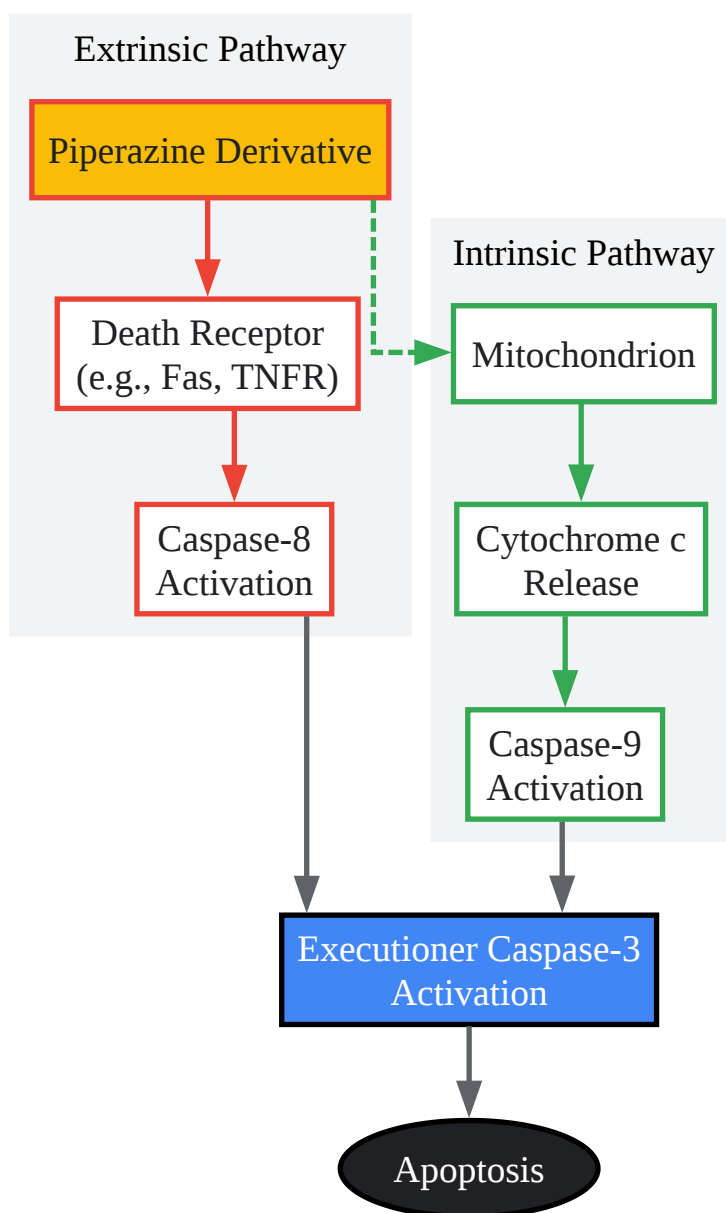 Extrinsic Pathway
Piperazine Derivative
Death Receptor
(e.g., Fas, TNFR)
Caspase-8
Activation
Intrinsic Pathway
Mitochondrion
Cytochrome c
Release
Caspase-9
Activation
Executioner Caspase-3
Activation
Apoptosis